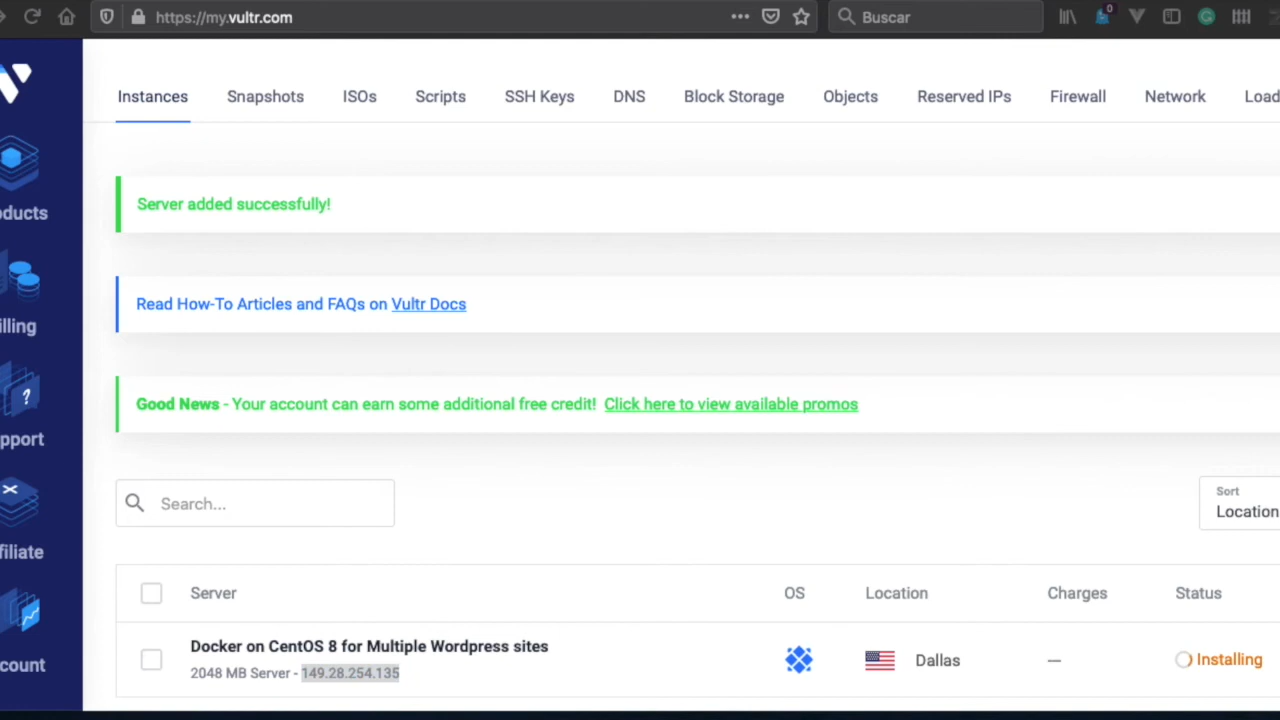 https://my.vultr.com
Buscar
0
Instances Snapshots ISOs Scripts SSH Keys DNS Block Storage Objects Reserved IPs Firewall Network Load
oducts
illing
pport
filiate
count
Server added successfully!
Read How-To Articles and FAQs on Vultr Docs
Good News - Your account can earn some additional free credit! Click here to view available promos
Search...
Sort
Location
Server OS Location Charges Status
Docker on CentOS 8 for Multiple Wordpress sites
2048 MB Server - 149.28.254.135
Dallas — Installing